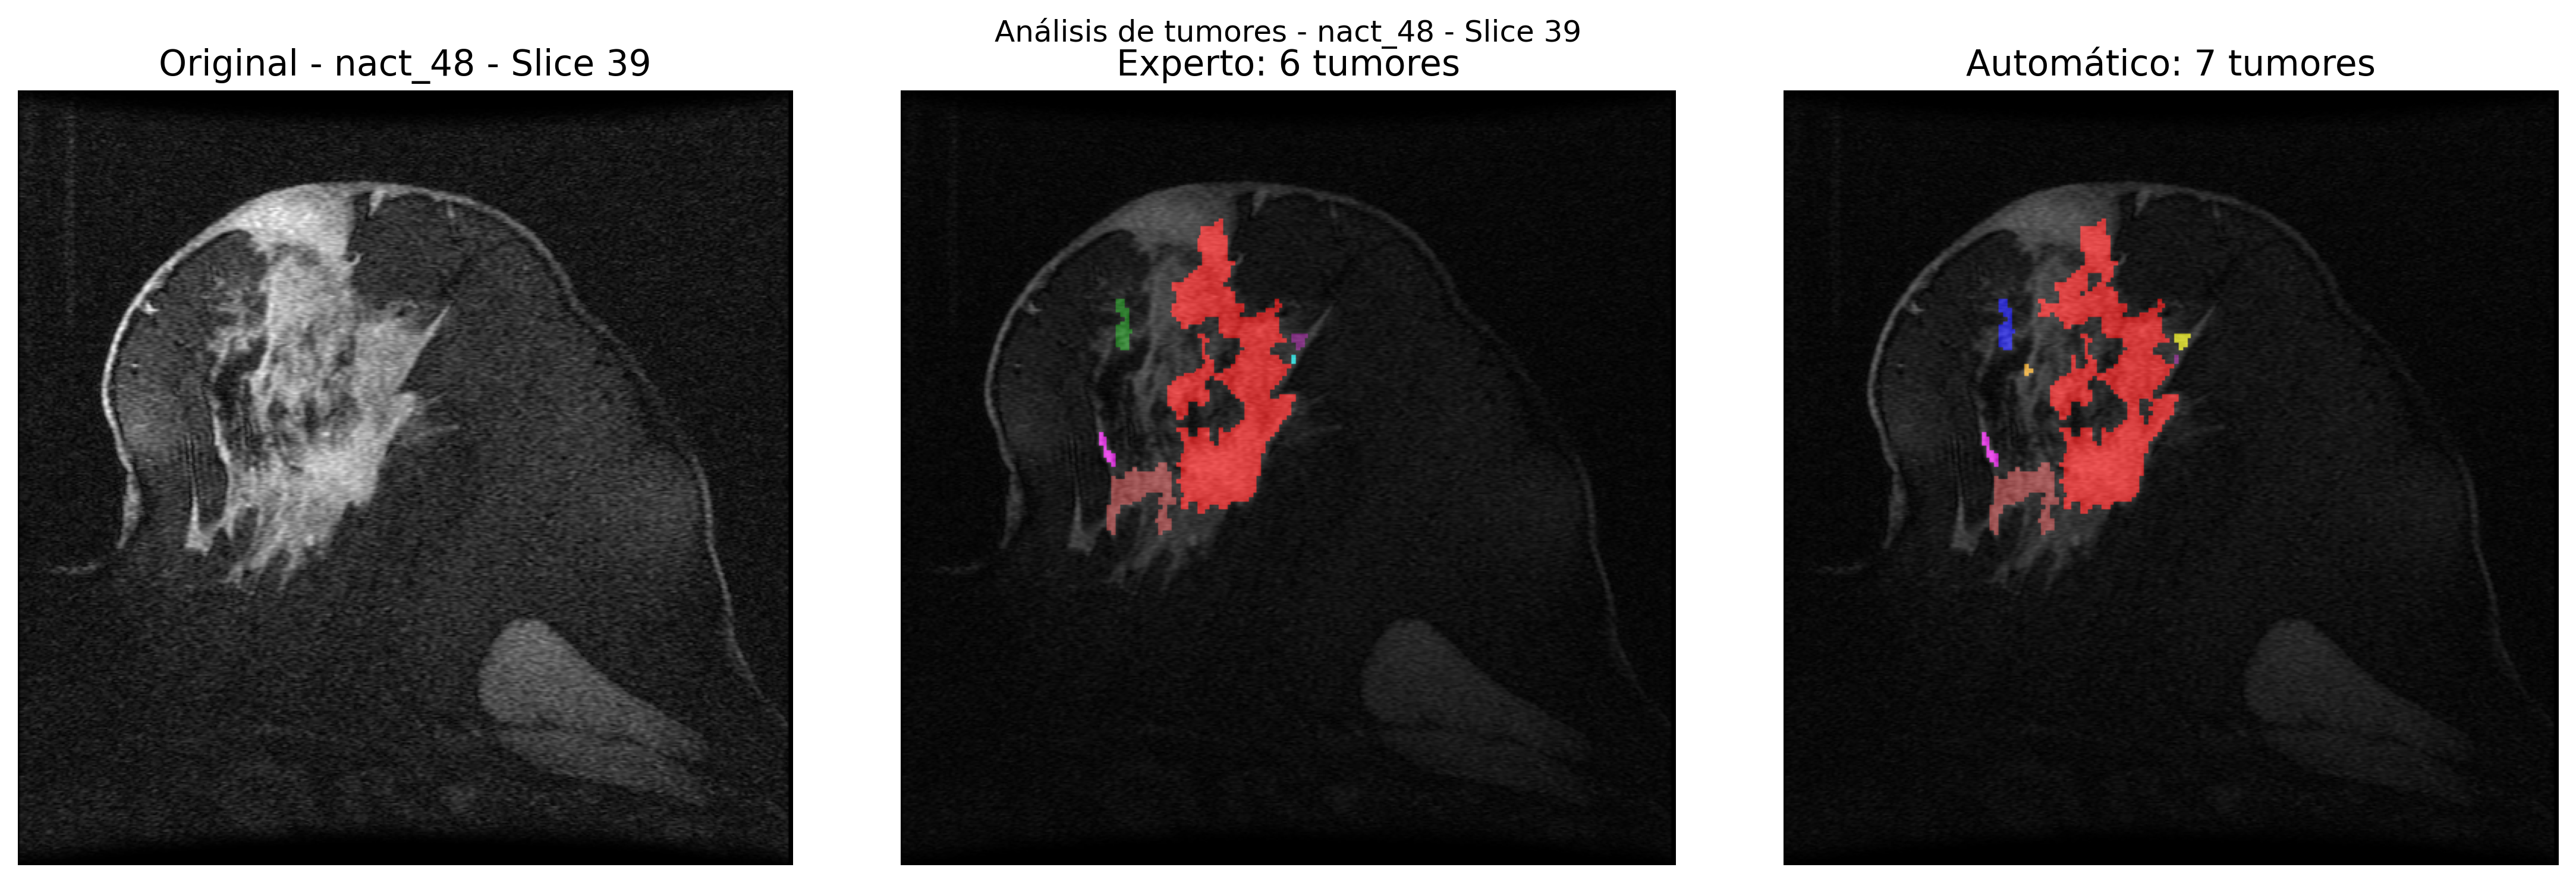 Análisis de tumores - nact_48 - Slice 39
Original - nact_48 - Slice 39
Experto: 6 tumores
Automático: 7 tumores